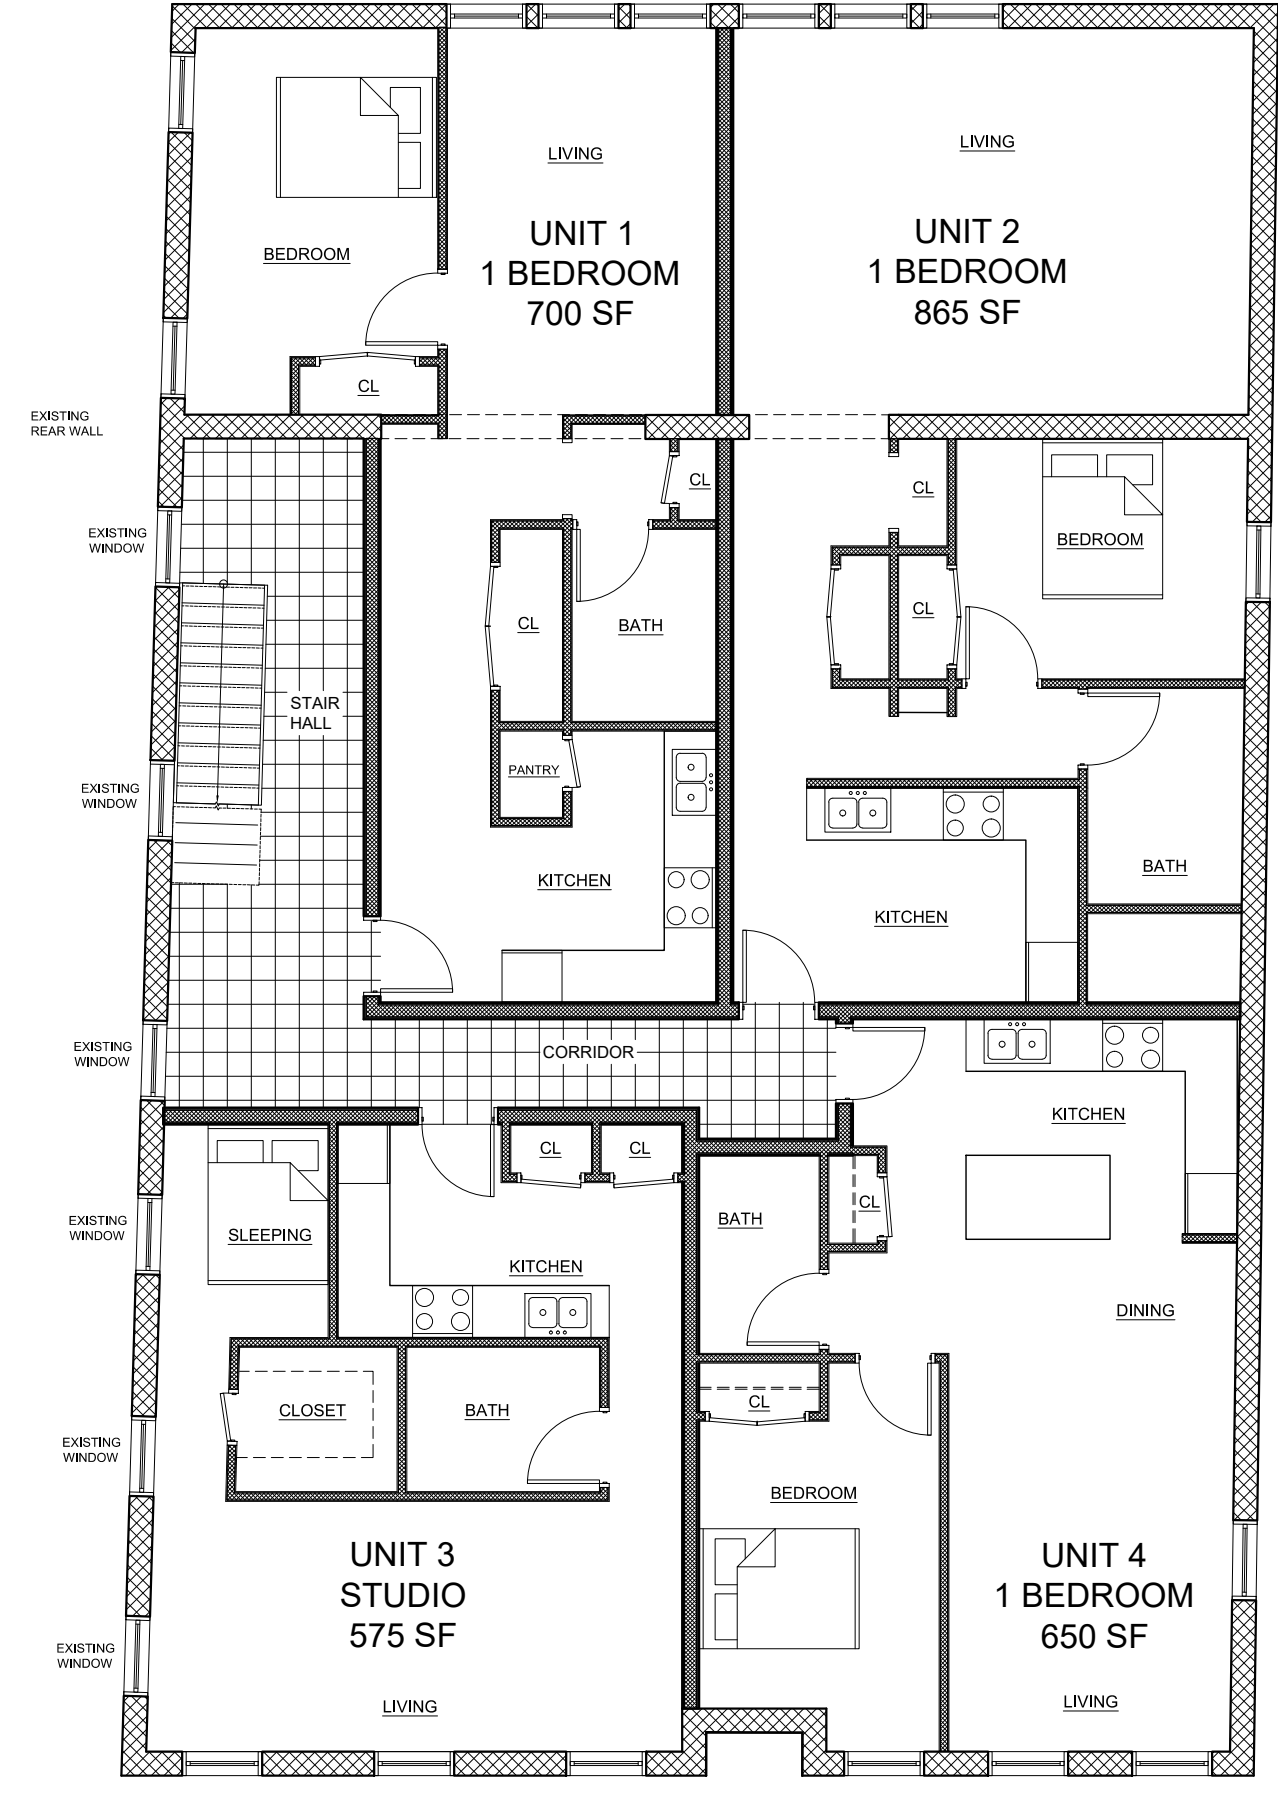 LIVING
LIVING
UNIT 1
1 BEDROOM
700 SF
UNIT 2
1 BEDROOM
865 SF
BEDROOM
CL
EXISTING
REAR WALL
CL
CL
EXISTING
WINDOW
BEDROOM
CL
BATH
CL
STAIR
HALL
PANTRY
EXISTING
WINDOW
KITCHEN
BATH
KITCHEN
EXISTING
WINDOW
CORRIDOR
KITCHEN
CL
CL
CL
BATH
EXISTING
WINDOW
SLEEPING
KITCHEN
DINING
CLOSET
BATH
CL
EXISTING
WINDOW
BEDROOM
UNIT 3
STUDIO
575 SF
UNIT 4
1 BEDROOM
650 SF
EXISTING
WINDOW
LIVING
LIVING